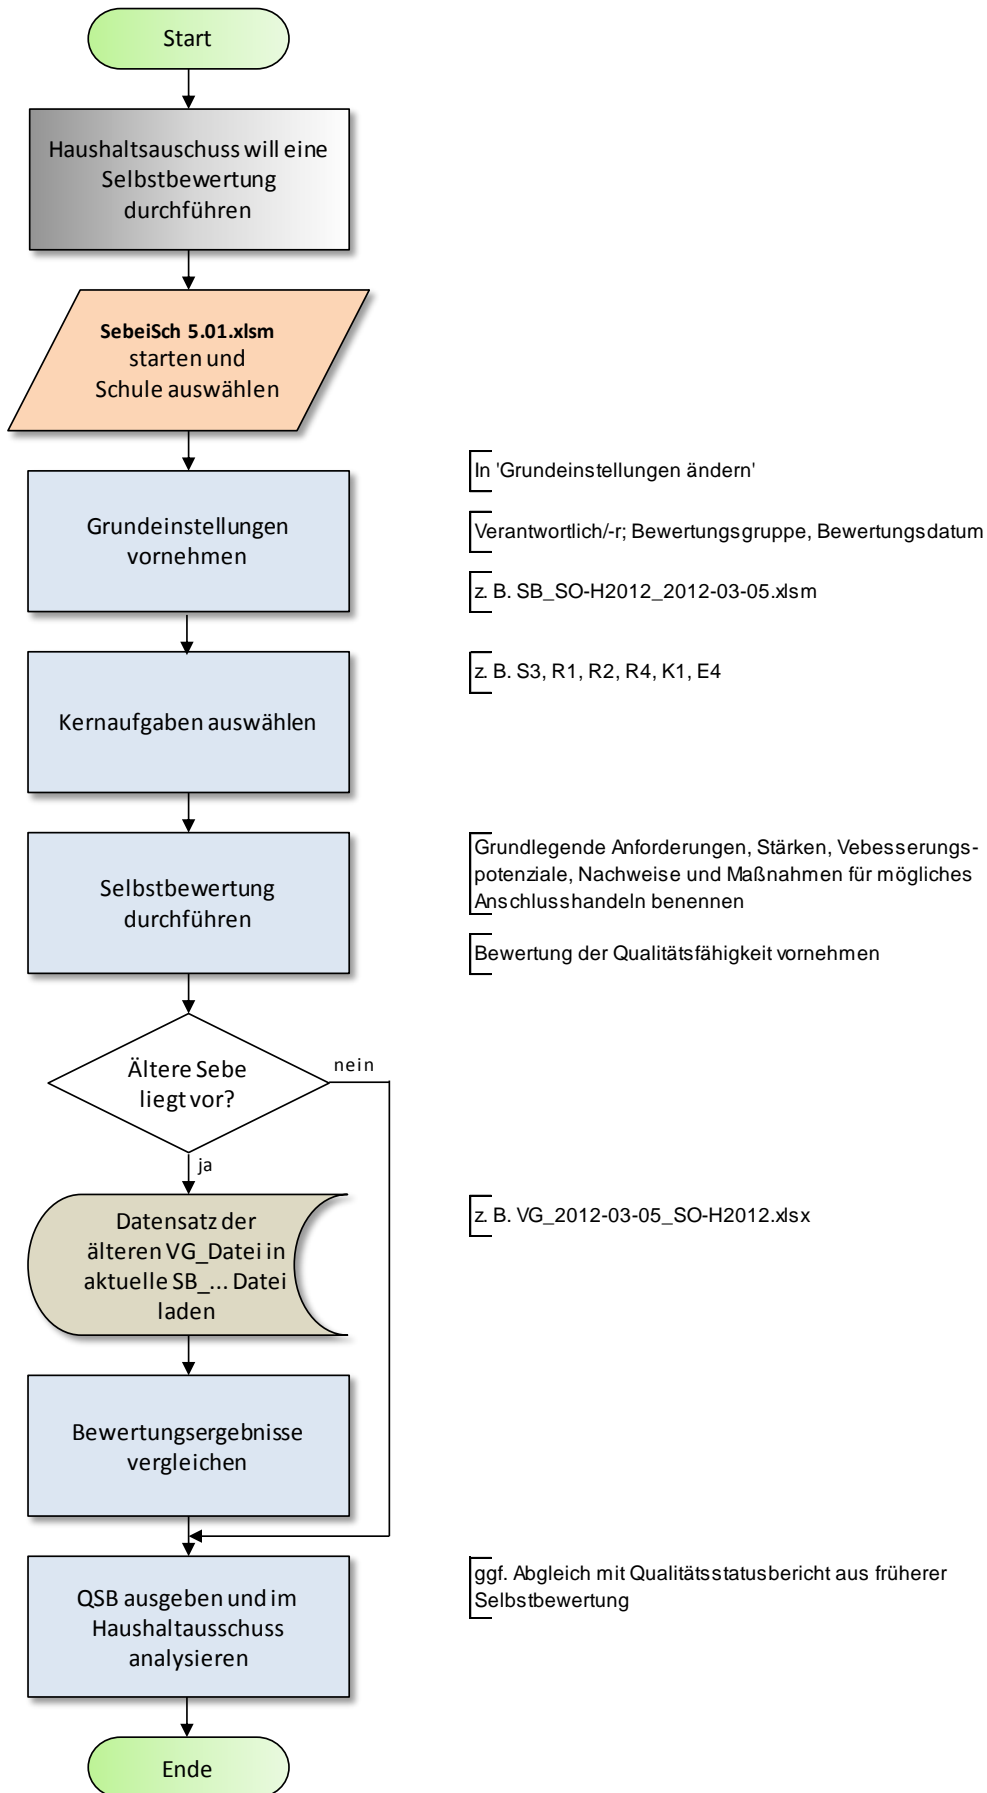 Start
Haushaltsauschuss will eine
Selbstbewertung
durchführen
SebeiSch 5.01.xlsm
starten und
Schule auswählen
Grundeinstellungen
vornehmen
In 'Grundeinstellungen ändern'
Verantwortlich/-r; Bewertungsgruppe, Bewertungsdatum
z. B. SB_SO-H2012_2012-03-05.xlsm
Kernaufgaben auswählen
z. B. S3, R1, R2, R4, K1, E4
Selbstbewertung
durchführen
Grundlegende Anforderungen, Stärken, Vebesserungs-
potenziale, Nachweise und Maßnahmen für mögliches
Anschlusshandeln benennen
Bewertung der Qualitätsfähigkeit vornehmen
Ältere Sebe
liegt vor?
nein
ja
Datensatz der
älteren VG_Datei in
aktuelle SB_... Datei
laden
z. B. VG_2012-03-05_SO-H2012.xlsx
Bewertungsergebnisse
vergleichen
QSB ausgeben und im
Haushaltausschuss
analysieren
ggf. Abgleich mit Qualitätsstatusbericht aus früherer
Selbstbewertung
Ende